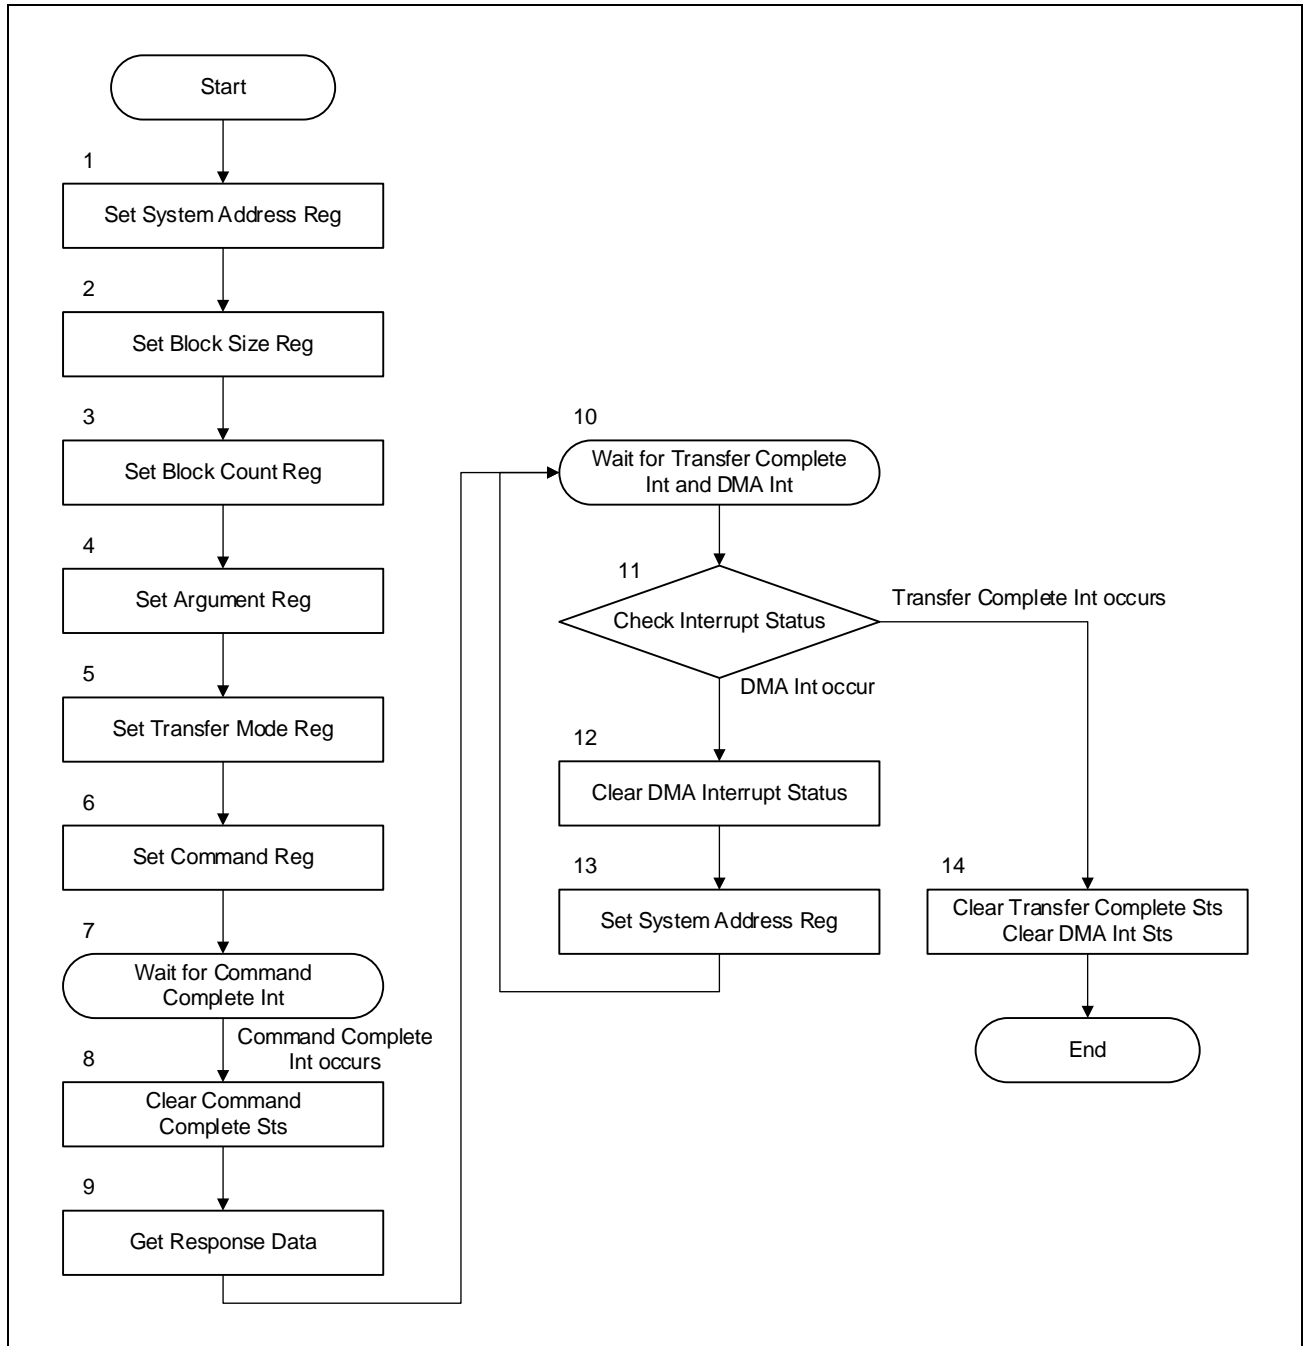 Start
1
Set System Address Reg
2
Set Block Size Reg
3
Set Block Count Reg
4
Set Argument Reg
5
Set Transfer Mode Reg
6
Set Command Reg
7
Wait for Command
Complete Int
Command Complete
Int occurs
8
Clear Command
Complete Sts
9
Get Response Data
10
Wait for Transfer Complete
Int and DMA Int
11
Check Interrupt Status
Transfer Complete Int occurs
DMA Int occur
12
Clear DMA Interrupt Status
13
Set System Address Reg
14
Clear Transfer Complete Sts
Clear DMA Int Sts
End